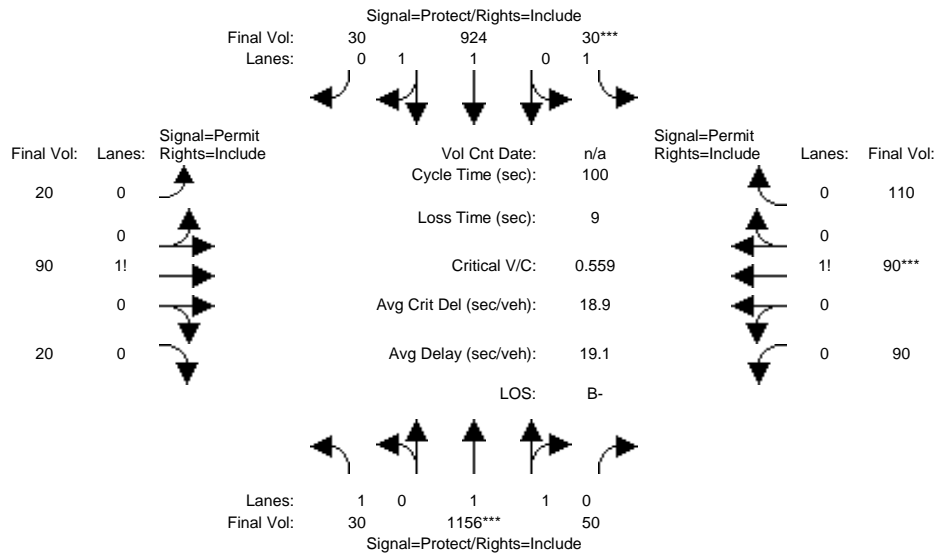 Signal=Protect/Rights=Include
Final Vol: 30 924 30***
Lanes: 0 1 1 0 1
Signal=Permit Signal=Permit
Final Vol: Lanes: Rights=Include Vol Cnt Date: n/a Rights=Include Lanes: Final Vol:
Cycle Time (sec): 100
20 0 0 110
Loss Time (sec): 9
0 0
90 1! Critical V/C: 0.559 1! 90***
0 Avg Crit Del (sec/veh): 18.9 0
20 0 Avg Delay (sec/veh): 19.1 0 90
LOS: B-
Lanes: 1 0 1 1 0
Final Vol: 30 1156*** 50
Signal=Protect/Rights=Include